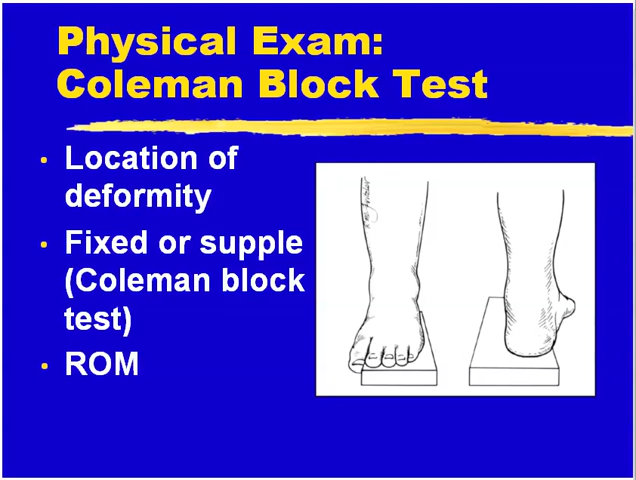 Physical Exam:
Coleman Block Test
• Location of
deformity
• Fixed or supple
(Coleman block
test)
• ROM